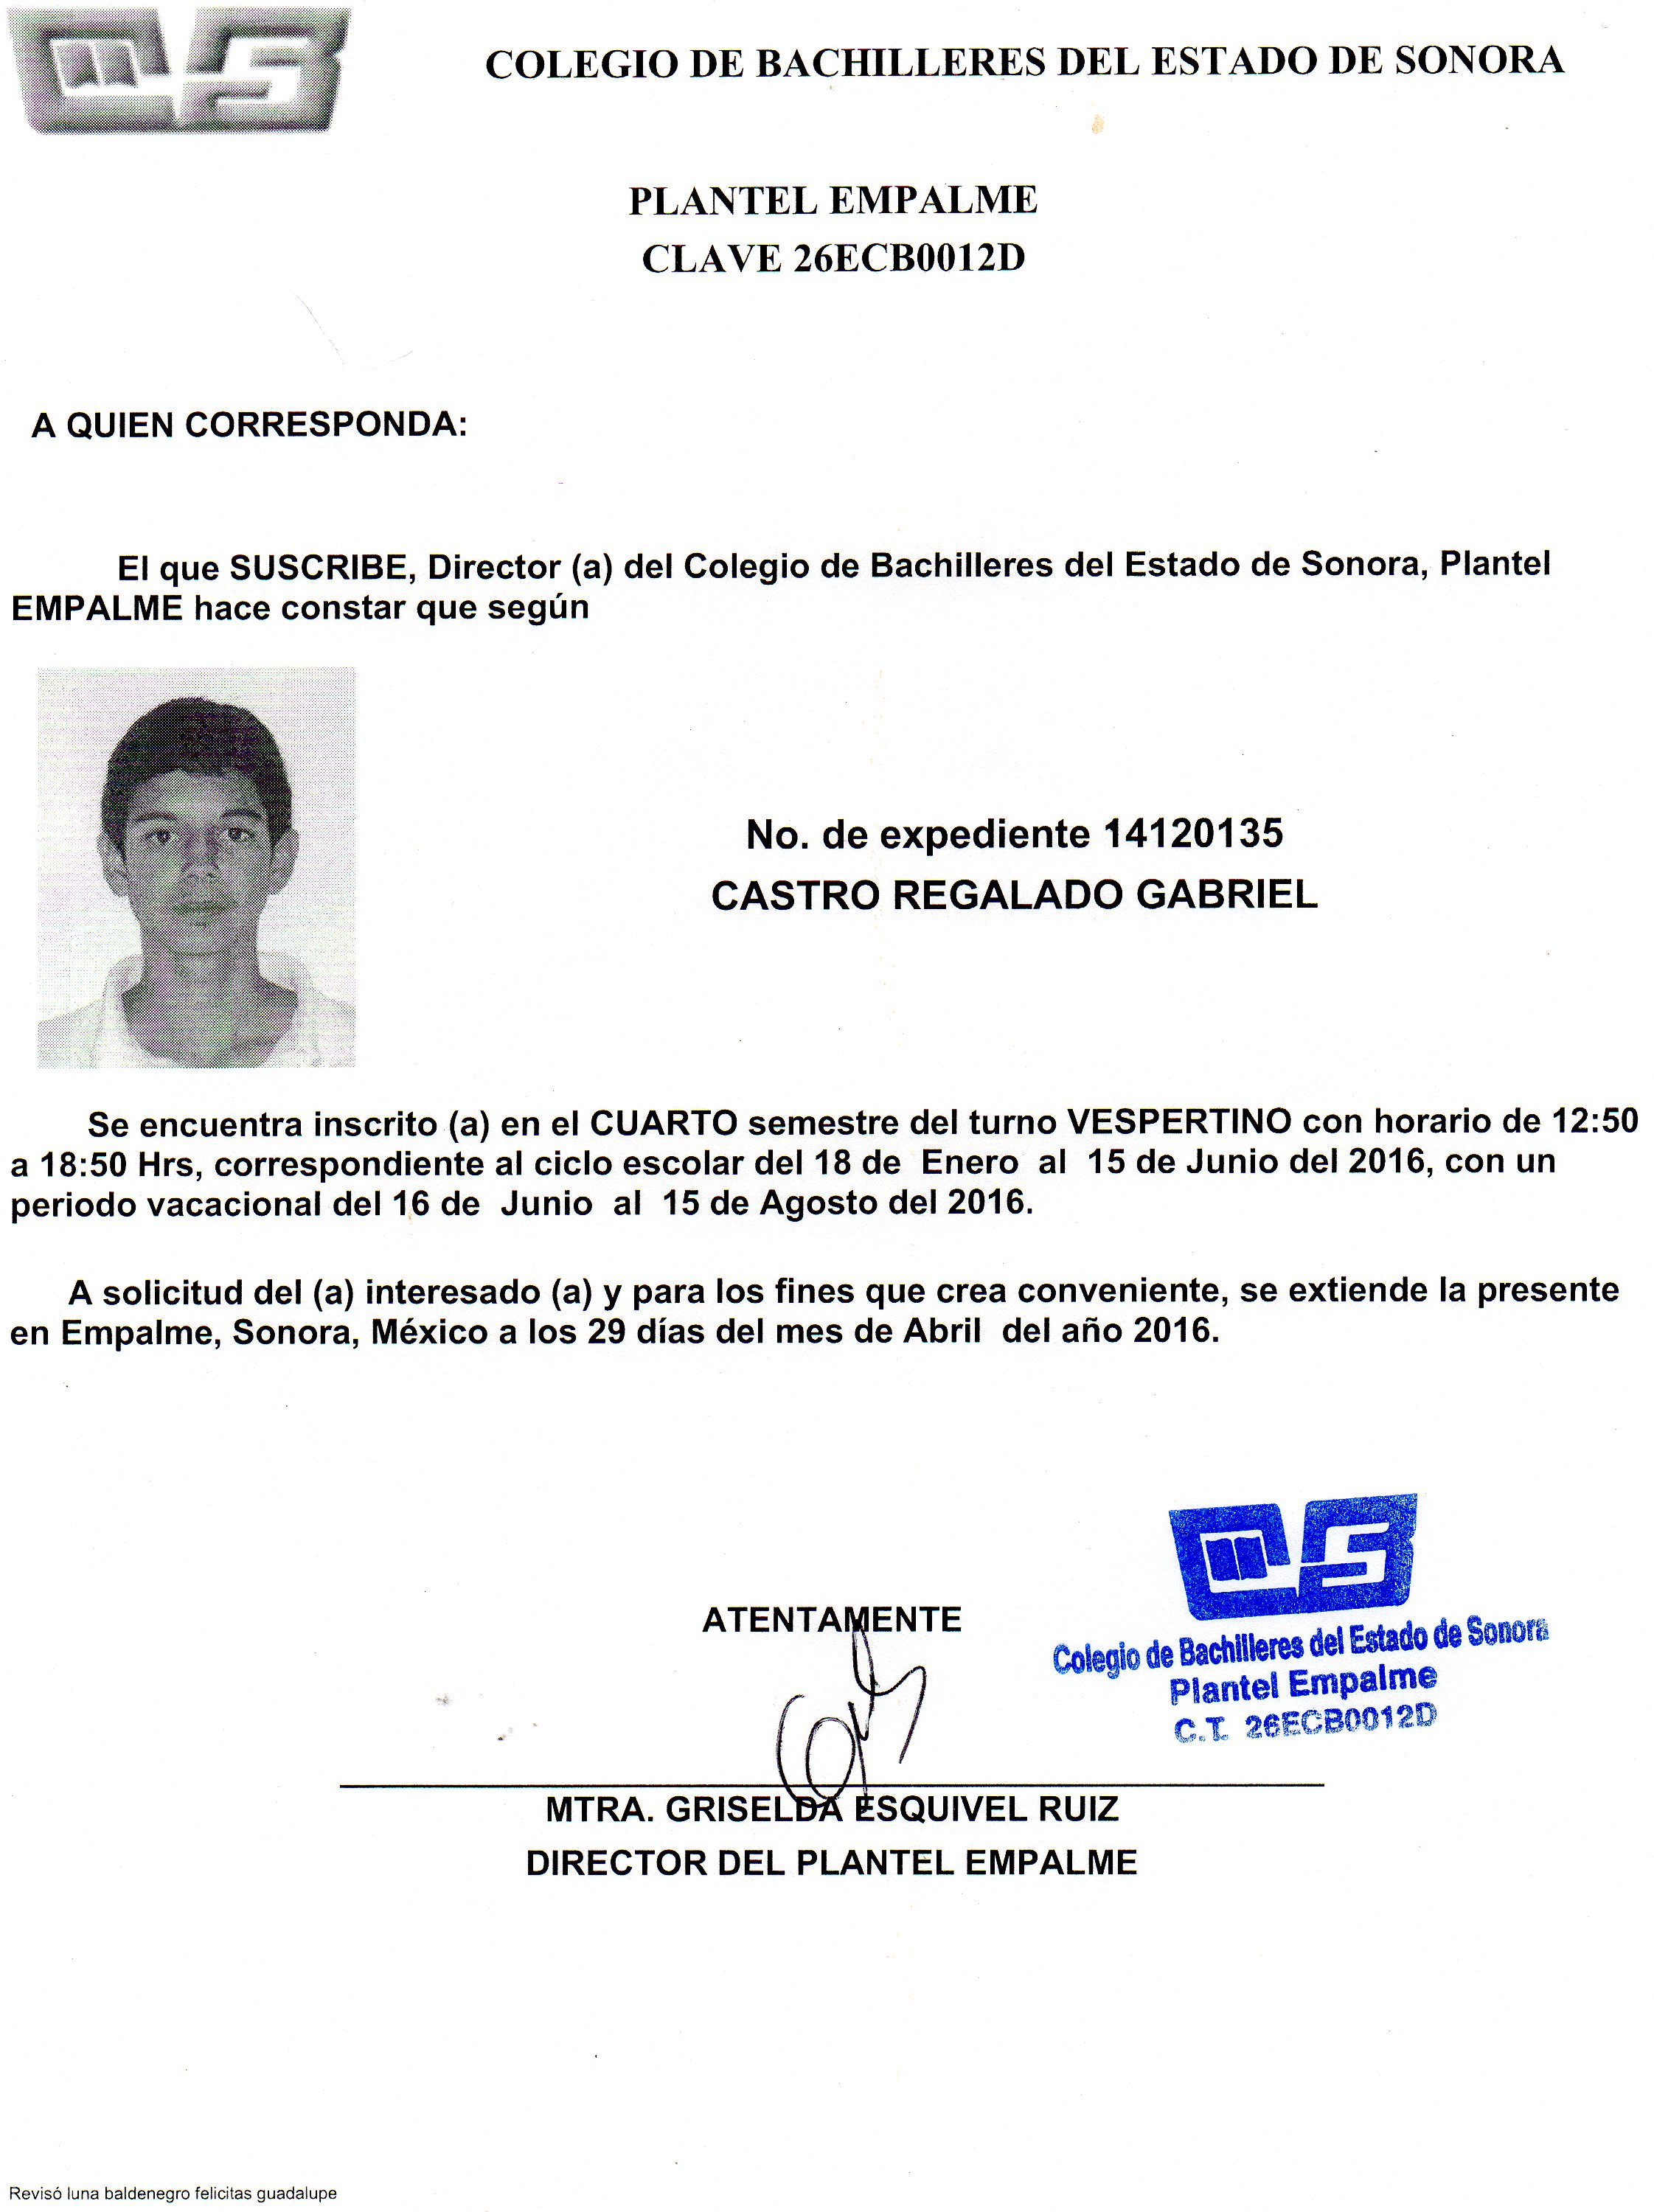 COLEGIO DE BACHILLERES DEL ESTADO DE SONORA
PLANTEL EMPALME
CLAVE 26ECB0012D
A QUIEN CORRESPONDA:
El que SUSCRIBE, Director (a) del Colegio de Bachilleres del Estado de Sonora, Plantel
EMPALME hace constar que según
No. de expediente 14120135
CASTRO REGALADO GABRIEL
Se encuentra inscrito (a) en el CUARTO semestre del turno VESPERTINO con horario de 12:50
a 18:50 Hrs, correspondiente al ciclo escolar del 18 de Enero al 15 de Junio del 2016, con un
periodo vacacional del 16 de Junio al 15 de Agosto del 2016.
A solicitud del (a) interesado (a) y para los fines que crea conveniente, se extiende la presente
en Empalme, Sonora, México a los 29 días del mes de Abril del año 2016.
ATENTAMENTE
Colegio de Bachilleres del Estado de Sonora
Plantel Empalme
C.T. 26ECB0012D
MTRA. GRISELDA ESQUIVEL RUIZ
DIRECTOR DEL PLANTEL EMPALME
Revisó luna baldenegro felicitas guadalupe